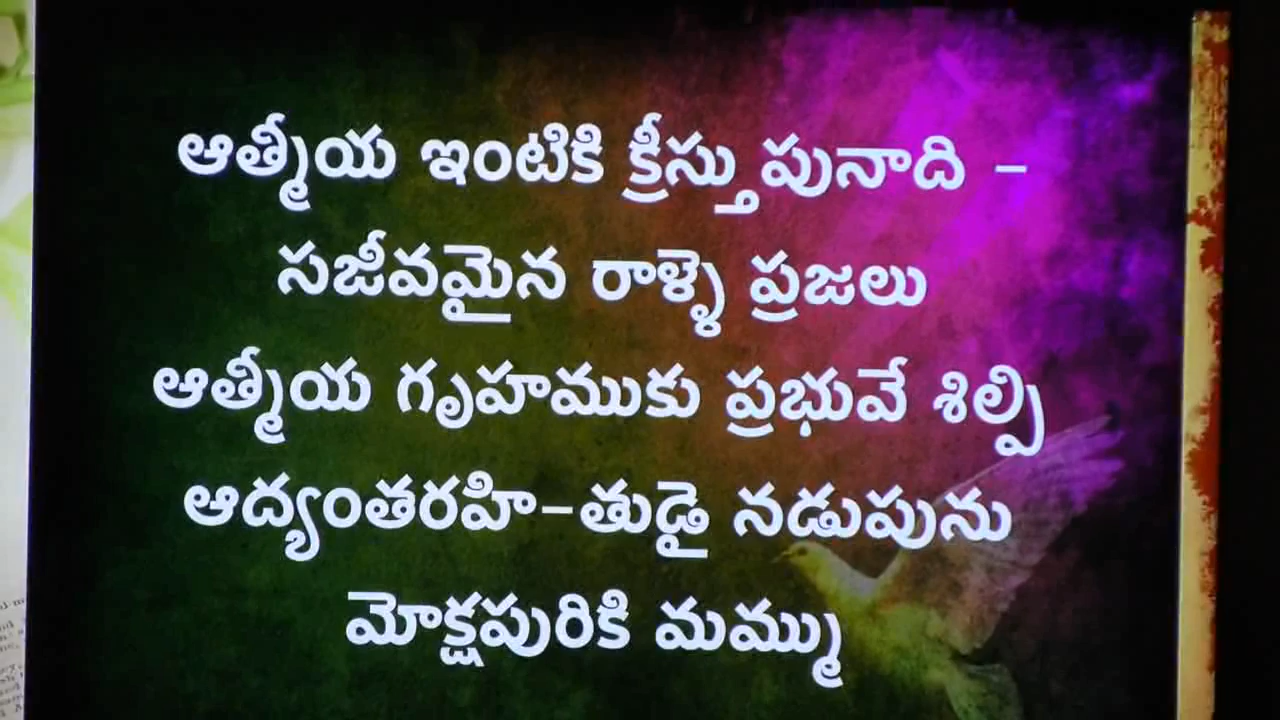 ఆత్మీయ ఇంటికి క్రీస్తు పునాది -
సజీవమైన రాళ్ళె ప్రజలు
ఆత్మీయ గృహముకు ప్రభువే శిల్పి
ఆద్యంతరహి-తుడై నడుపును
మోక్షపురికి మమ్ము